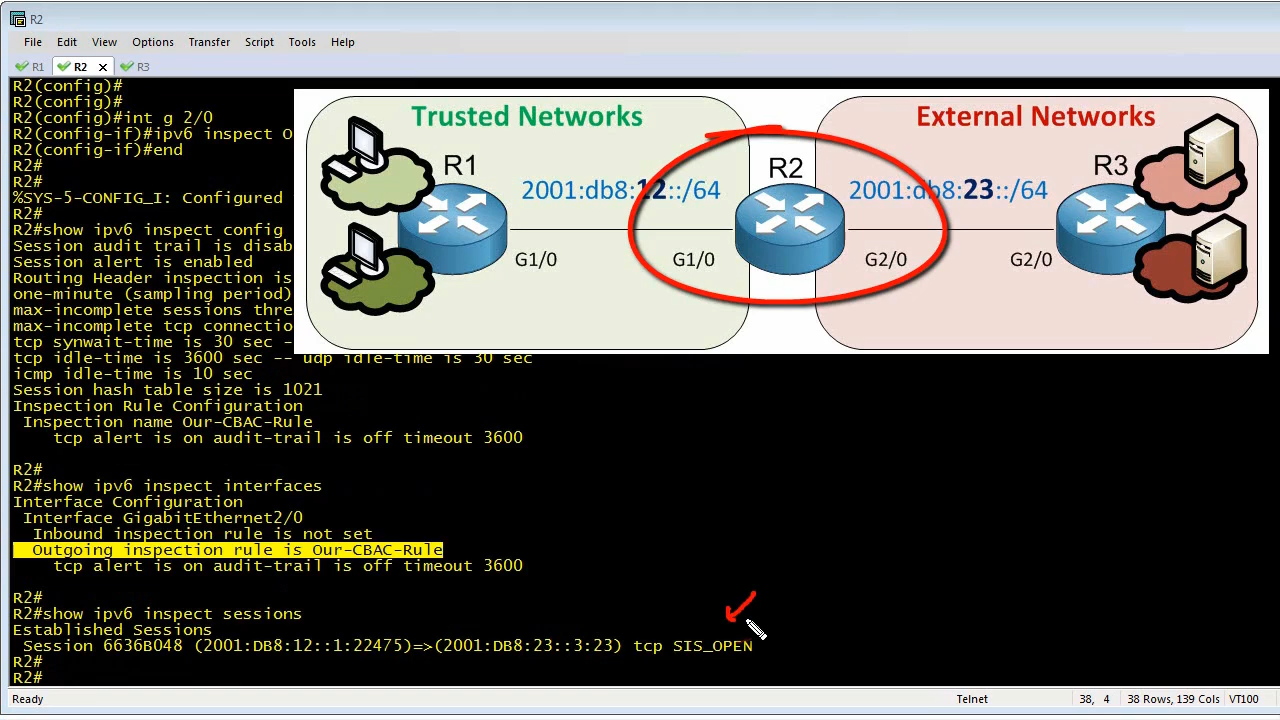 R2
File Edit View Options Transfer Script Tools Help
R1 R2 x R3
R2(config)#
R2(config)#
R2(config)#int g 2/0
R2(config-if)#ipv6 inspect O
R2(config-if)#end
R2#
R2#
%SYS-5-CONFIG_I: Configured
R2#
R2#show ipv6 inspect config
Session audit trail is disab
Session alert is enabled
Routing Header inspection is
one-minute (sampling period)
max-incomplete sessions thre
max-incomplete tcp connectio
tcp synwait-time is 30 sec -
tcp idle-time is 3600 sec -- udp idle-time is 30 sec
icmp idle-time is 10 sec
Session hash table size is 1021
Inspection Rule Configuration
Inspection name Our-CBAC-Rule
tcp alert is on audit-trail is off timeout 3600
R2#
R2#show ipv6 inspect interfaces
Interface Configuration
Interface GigabitEthernet2/0
Inbound inspection rule is not set
Outgoing inspection rule is Our-CBAC-Rule
tcp alert is on audit-trail is off timeout 3600
R2#
R2#show ipv6 inspect sessions
Established Sessions
Session 6636B048 (2001:DB8:12::1:22475)=>(2001:DB8:23::3:23) tcp SIS_OPEN
R2#
R2#
Trusted Networks External Networks
R1 R2 R3
2001:db8:12::/64 2001:db8:23::/64
G1/0 G1/0 G2/0 G2/0
Ready Telnet 38, 4 38 Rows, 139 Cols VT100